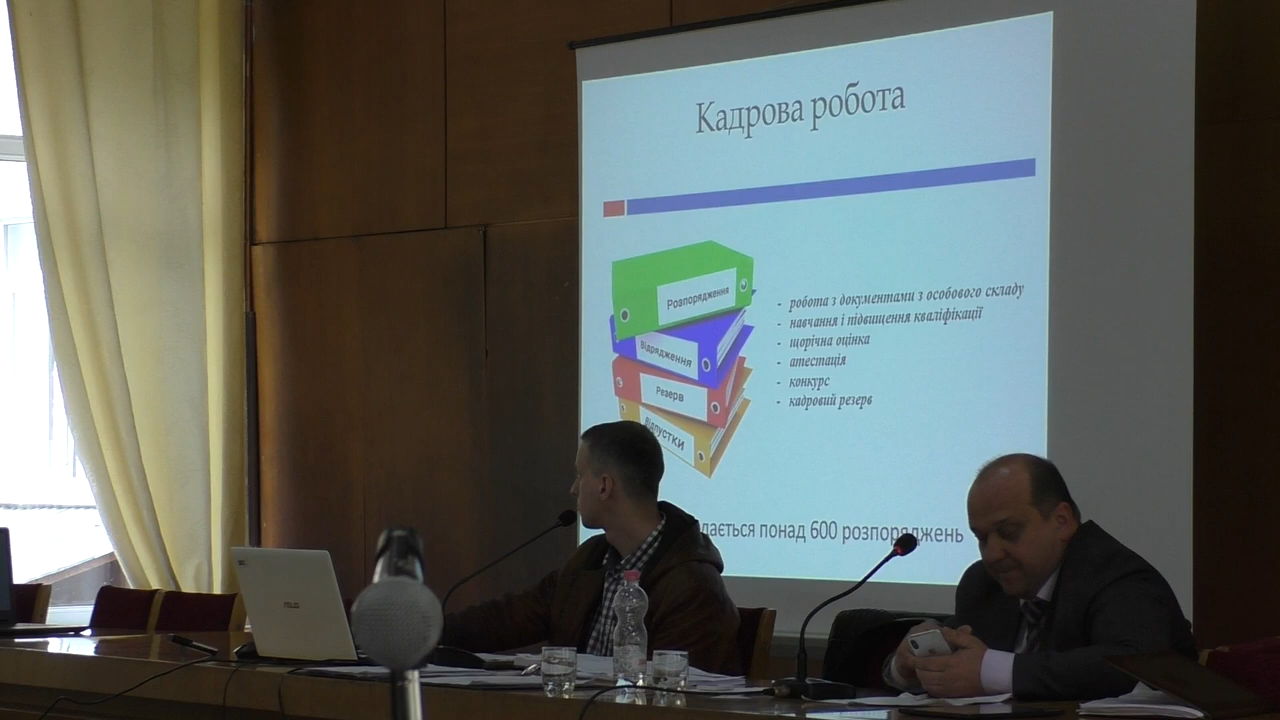 Кадрова робота
Розпорядження
Відрядження
Резерв
Відпустки
- робота з документами з особового складу
- навчання і підвищення кваліфікації
- щорічна оцінка
- атестація
- конкурс
- кадровий резерв
понад 600 розпоряджень
ASUS